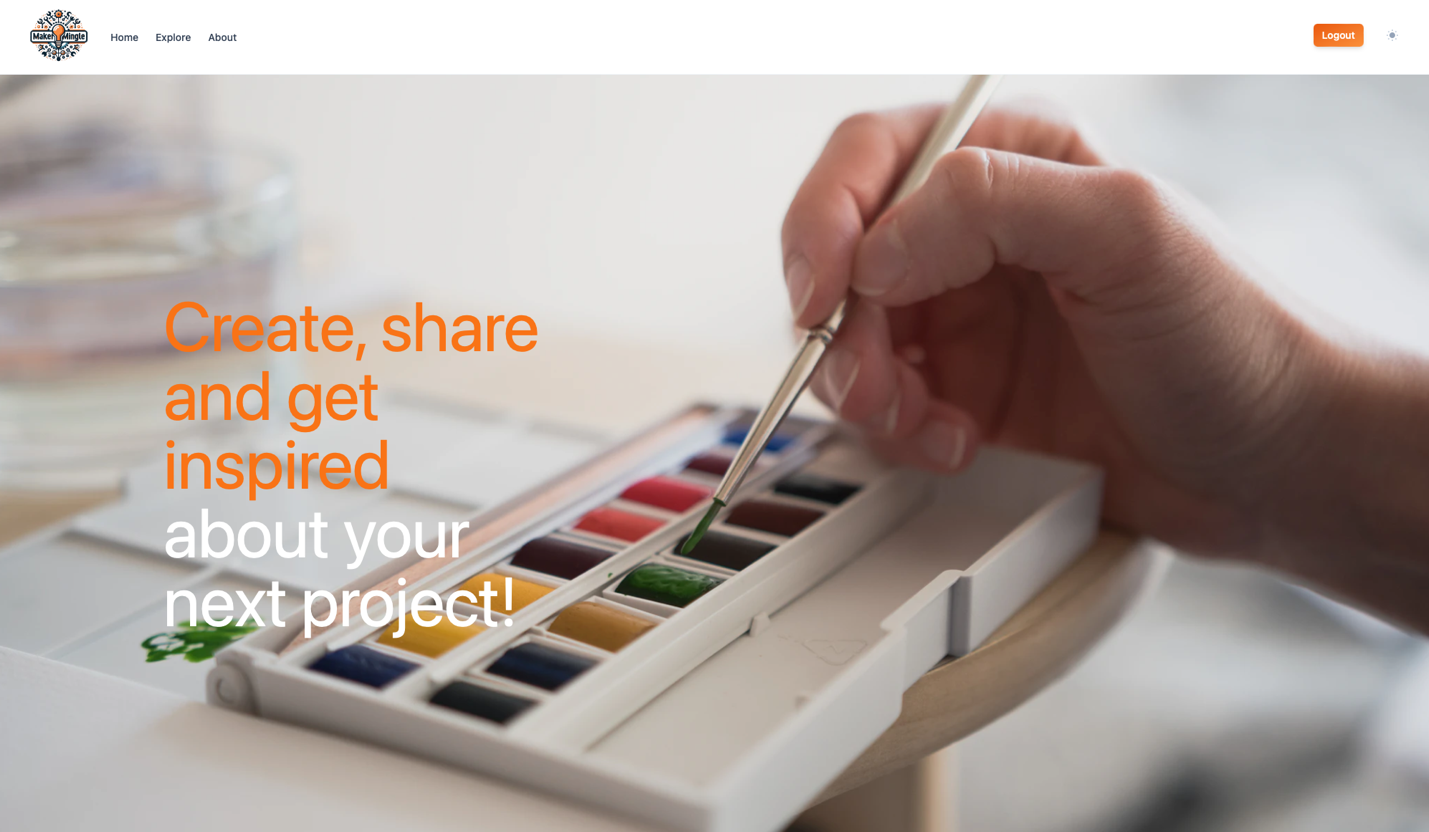 Maker Mingle
Home Explore About
Logout
Create, share
and get
inspired
about your
next project!